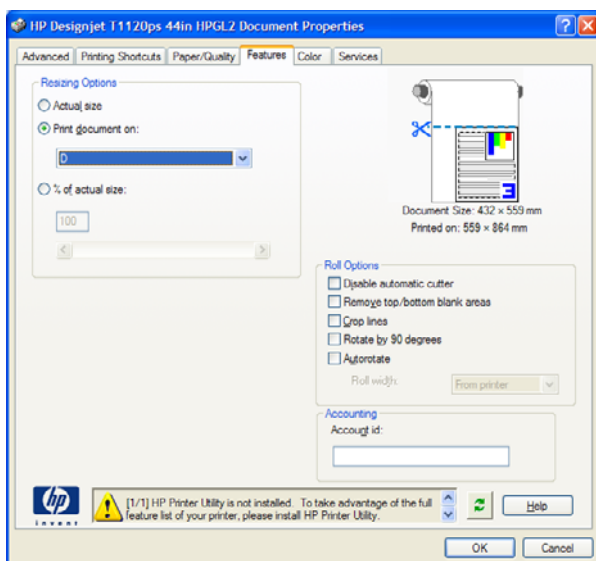 HP Designjet T1120ps 44in HPGL2 Document Properties
Advanced Printing Shortcuts Paper/Quality Features Color Services
Resizing Options
Actual size
Print document on:
D
% of actual size:
100
3
Document Size: 432 × 559 mm
Printed on: 559 × 864 mm
Roll Options
Disable automatic cutter
Remove top/bottom blank areas
Crop lines
Rotate by 90 degrees
Autorotate
Roll width: From printer
Accounting
Account id:
hp
invent
[1/1] HP Printer Utility is not installed. To take advantage of the full
feature list of your printer, please install HP Printer Utility.
Help
OK Cancel